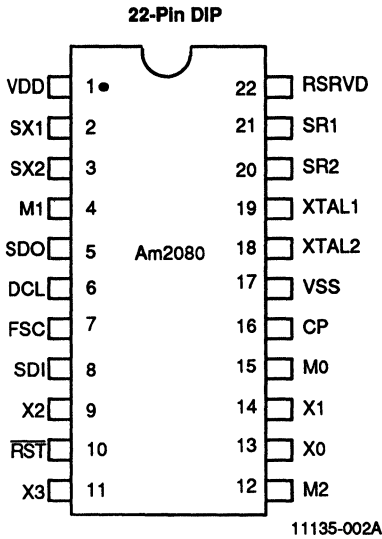 22-Pin DIP
VDD 1 22 RSRVD
SX1 2 21 SR1
SX2 3 20 SR2
M1 4 19 XTAL1
SDO 5 Am2080 18 XTAL2
DCL 6 17 VSS
FSC 7 16 CP
SDI 8 15 M0
X2 9 14 X1
R̅S̅T̅ 10 13 X0
X3 11 12 M2
11135-002A